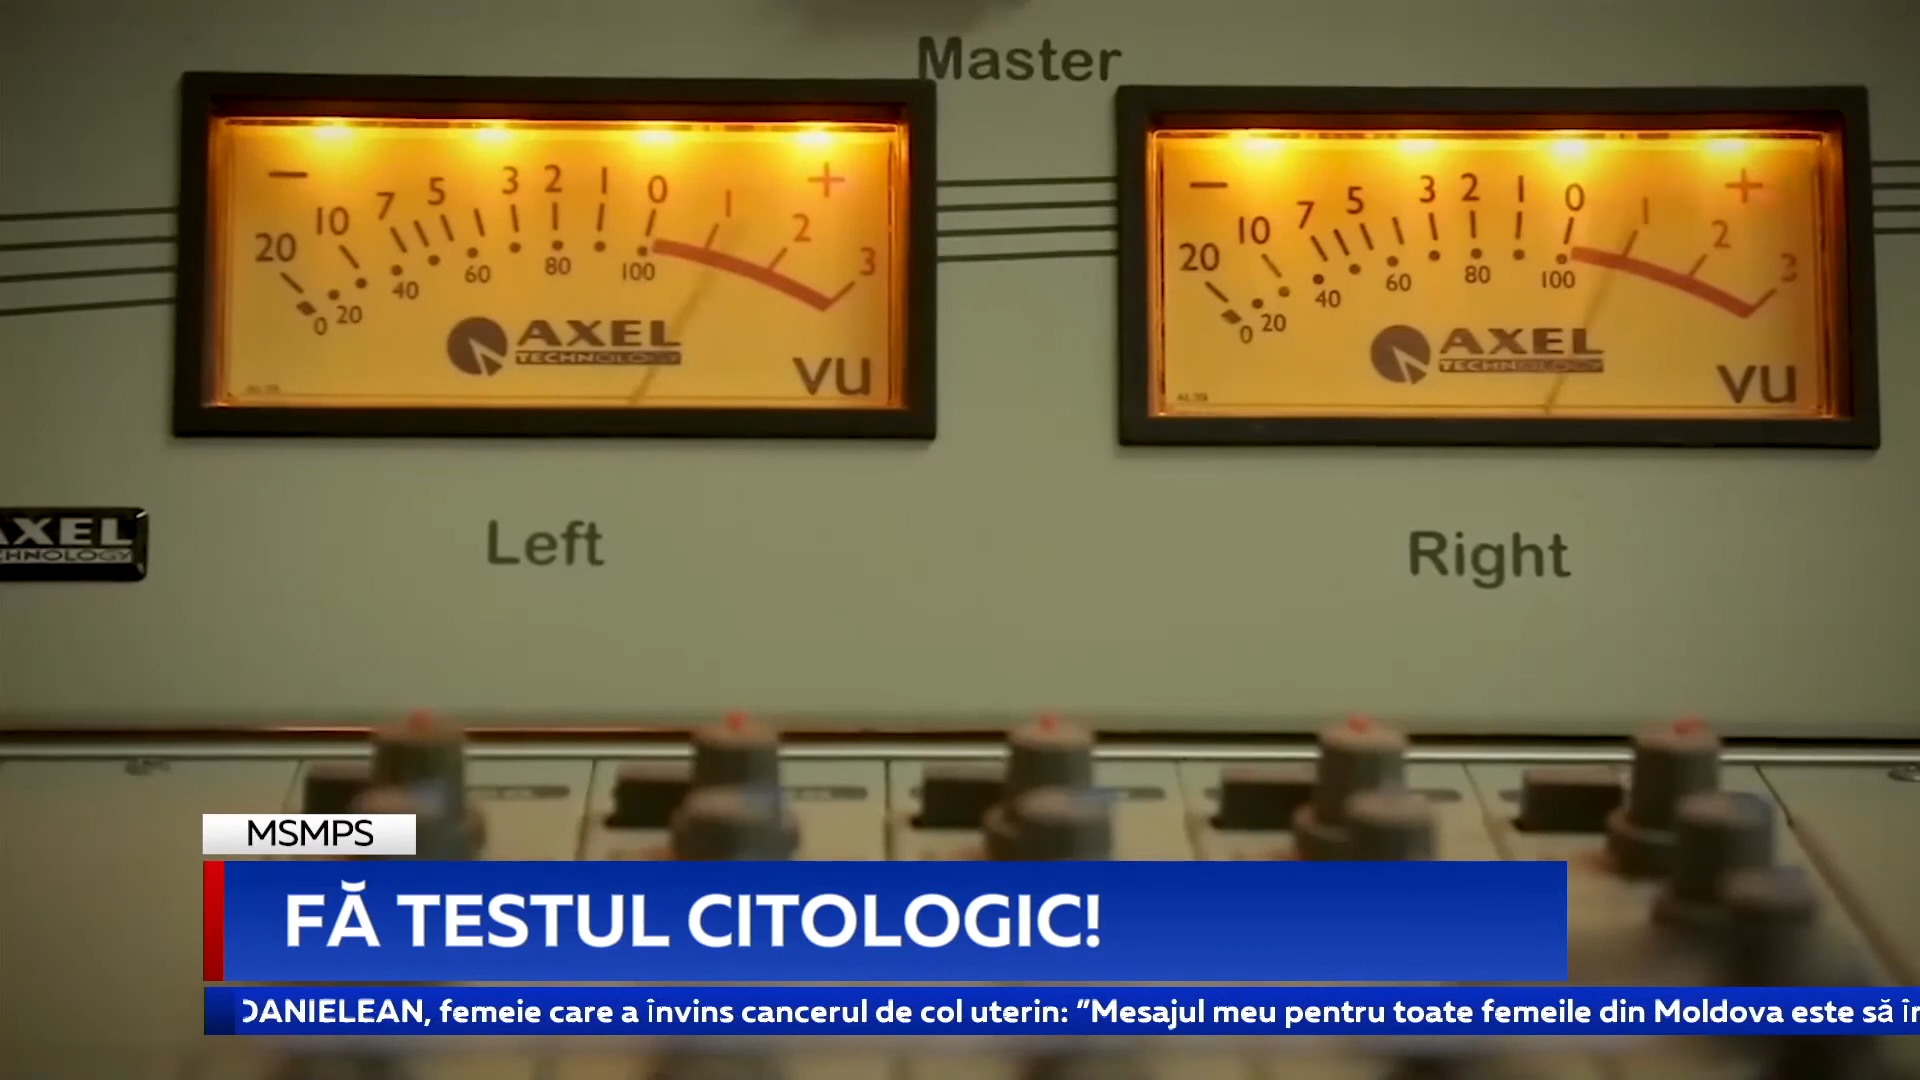 Master
− 20 10 7 5 3 2 1 0 1 2 3 +
0 20 40 60 80 100
AXEL
TECHNOLOGY
VU
− 20 10 7 5 3 2 1 0 1 2 3 +
0 20 40 60 80 100
AXEL
TECHNOLOGY
VU
AXEL
Left
Right
MSMPS
FĂ TESTUL CITOLOGIC!
DANIELEAN, femeie care a învins cancerul de col uterin: "Mesajul meu pentru toate femeile din Moldova este să